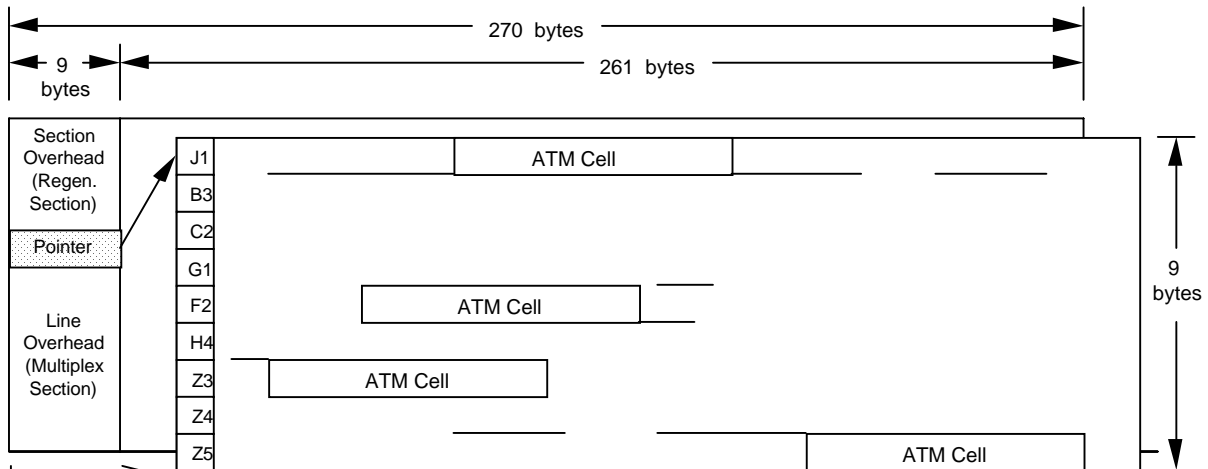 270 bytes
9
bytes
261 bytes
Section
Overhead
(Regen.
Section)
Pointer
Line
Overhead
(Multiplex
Section)
J1
B3
C2
G1
F2
H4
Z3
Z4
Z5
ATM Cell
ATM Cell
ATM Cell
ATM Cell
9
bytes